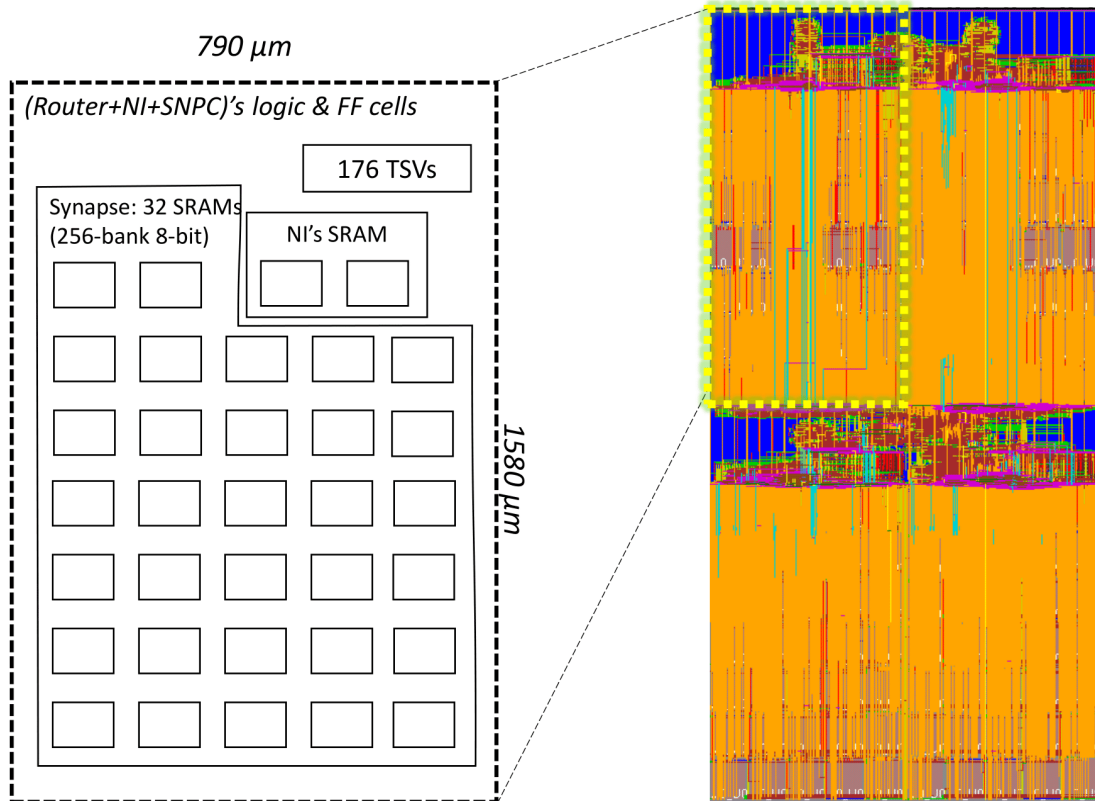 790 µm
(Router+NI+SNPC)'s logic & FF cells
176 TSVs
Synapse: 32 SRAMs
(256-bank 8-bit)
NI's SRAM
1580 µm